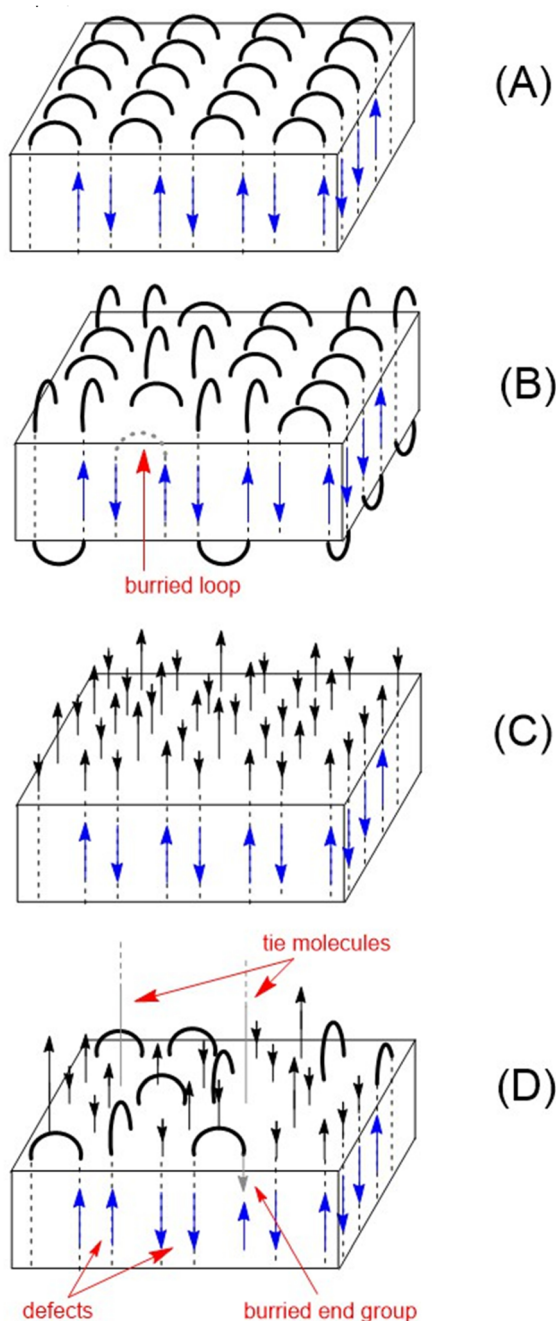 (A)
(B)
burried loop
(C)
tie molecules
(D)
defects
burried end group